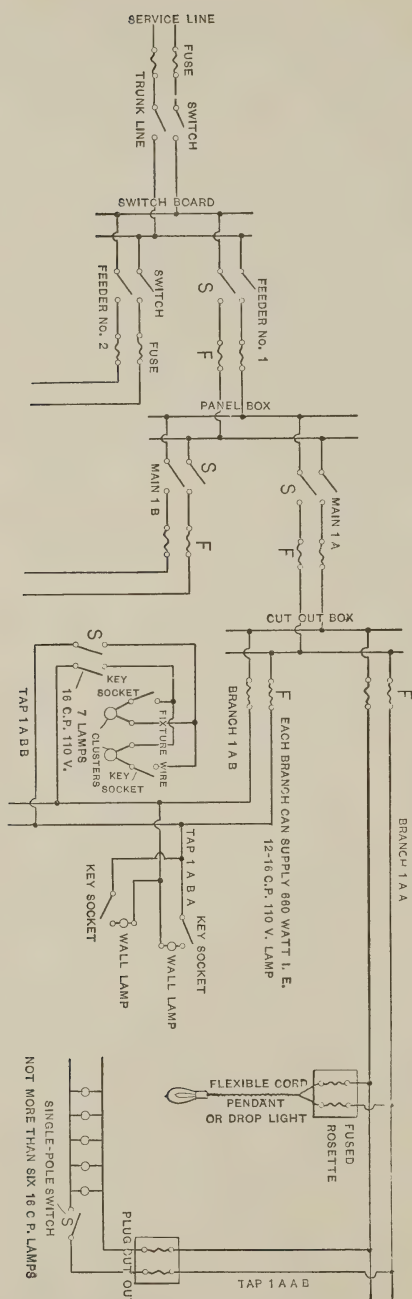 SERVICE LINE
FUSE
TRUNK LINE
SWITCH
SWITCH BOARD
S
FEEDER No. 1
SWITCH
FEEDER No. 2
FUSE
F
PANEL BOX
S
MAIN 1 B
F
S
MAIN 1 A
F
CUT OUT BOX
S
KEY
SOCKET
TAP 1 A B B
7 LAMPS
16 C.P. 110 V.
CLUSTERS
FIXTURE WIRE
KEY
SOCKET
BRANCH 1 A B
F
EACH BRANCH CAN SUPPLY 660 WATT I. E.
12-16 C.P. 110 V. LAMP
F
BRANCH 1 A A
TAP 1 A B A
KEY SOCKET
WALL LAMP
KEY SOCKET
WALL LAMP
FLEXIBLE CORD
PENDANT
OR DROP LIGHT
FUSED
ROSETTE
SINGLE-POLE SWITCH
NOT MORE THAN SIX 16 C P. LAMPS
S
PLUG CUT OU
TAP 1 A A B